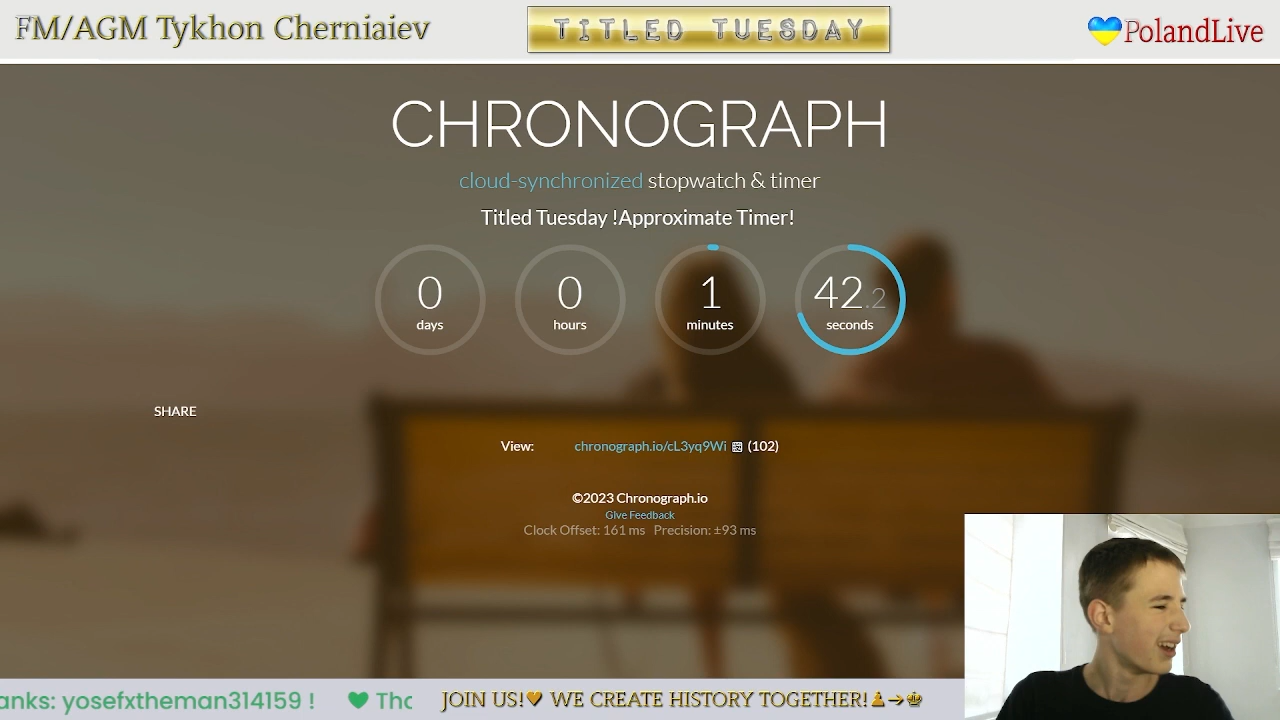 FM/AGM Tykhon Cherniaiev
TITLED TUESDAY
PolandLive
CHRONOGRAPH
cloud-synchronized stopwatch & timer
Titled Tuesday !Approximate Timer!
0 days
0 hours
1 minutes
42.2 seconds
SHARE
View: chronograph.io/cL3yq9Wi (102)
©2023 Chronograph.io
Give Feedback
Clock Offset: 161 ms Precision: ±93 ms
anks: yosefxtheman314159 ! 💚 Tha
JOIN US!🧡 WE CREATE HISTORY TOGETHER!♟→♚